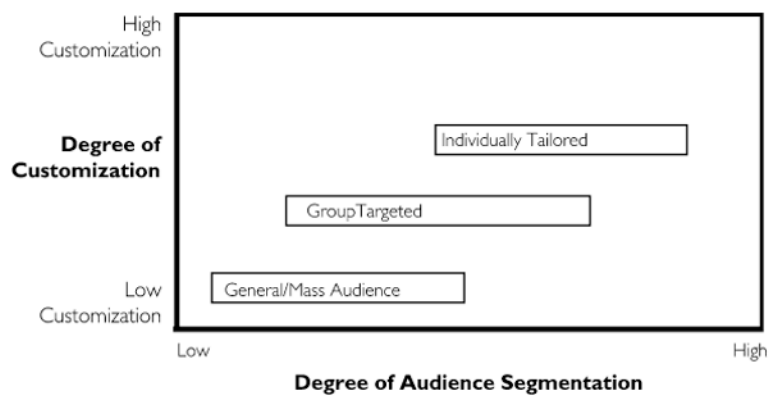 High
Customization
Degree of
Customization
Individually Tailored
GroupTargeted
General/Mass Audience
Low
Customization
Low
High
Degree of Audience Segmentation